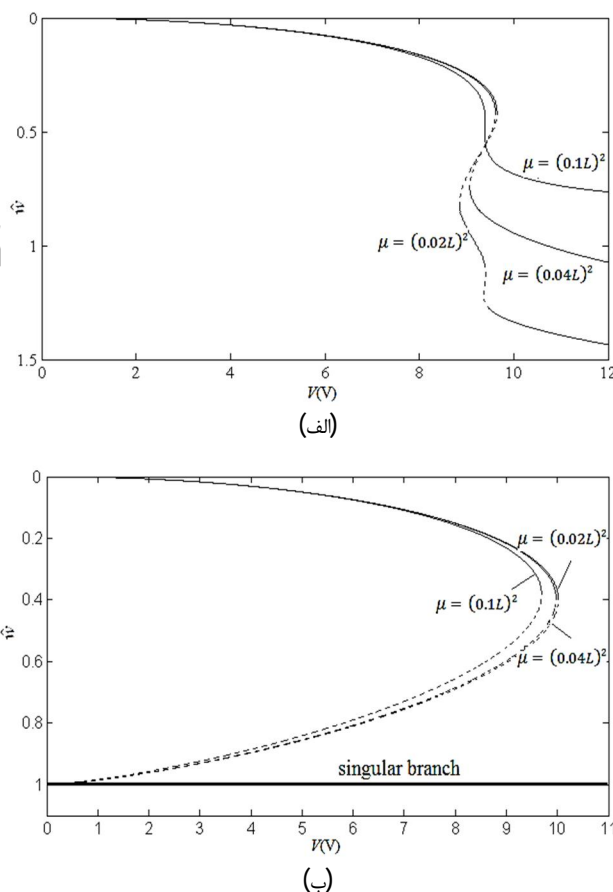 0
0.5
1
1.5
ŵ
μ = (0.1L)²
μ = (0.02L)²
μ = (0.04L)²
0 2 4 6 8 10 12
V(V)
(الف)
0
0.2
0.4
0.6
0.8
1
ŵ
μ = (0.02L)²
μ = (0.1L)²
μ = (0.04L)²
singular branch
0 1 2 3 4 5 6 7 8 9 10 11
V(V)
(ب)